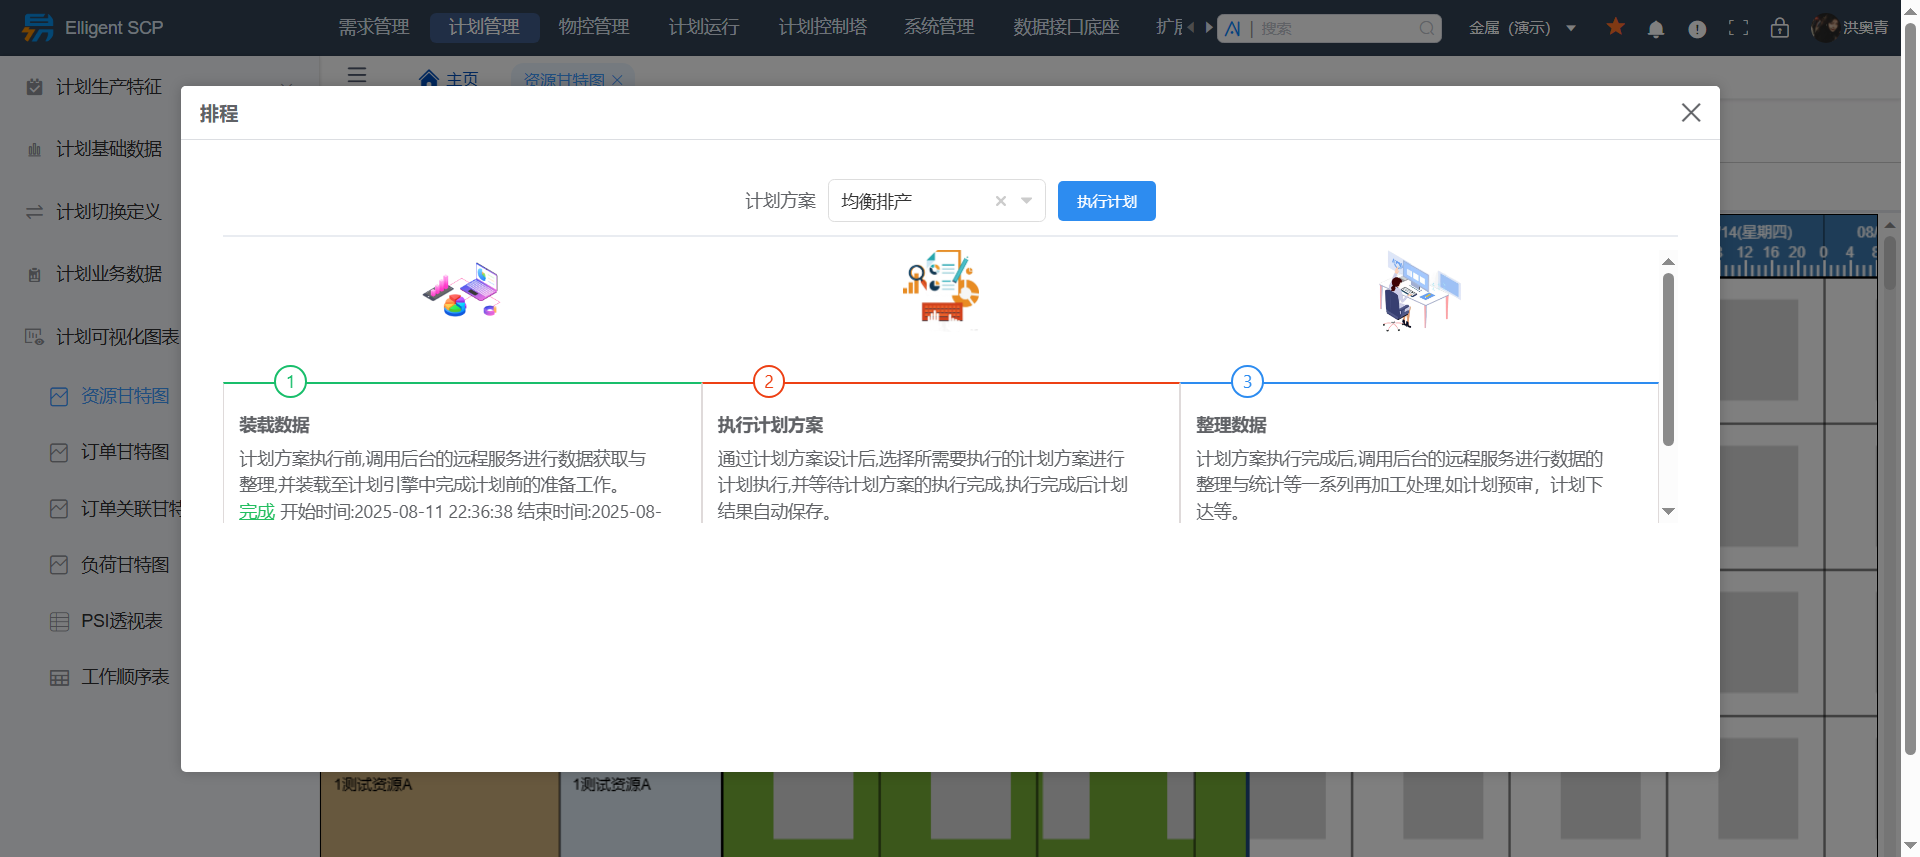 Elligent SCP
需求管理
计划管理
物控管理
计划运行
计划控制塔
系统管理
数据接口底座
搜索
金属（演示）
洪奥青
计划生产特征
计划基础数据
计划切换定义
计划业务数据
计划可视化图表
资源甘特图
订单甘特图
订单关联甘特
负荷甘特图
PSI透视表
工作顺序表
主页
资源甘特图
排程
计划方案
均衡排产
执行计划
1
装载数据
计划方案执行前,调用后台的远程服务进行数据获取与
整理,并装载至计划引擎中完成计划前的准备工作。
完成 开始时间:2025-08-11 22:36:38 结束时间:2025-08-
2
执行计划方案
通过计划方案设计后,选择所需要执行的计划方案进行
计划执行,并等待计划方案的执行完成,执行完成后计划
结果自动保存。
3
整理数据
计划方案执行完成后,调用后台的远程服务进行数据的
整理与统计等一系列再加工处理,如计划预审，计划下
达等。
14(星期四)
08/
12 16 20 0 4
1测试资源A
1测试资源A